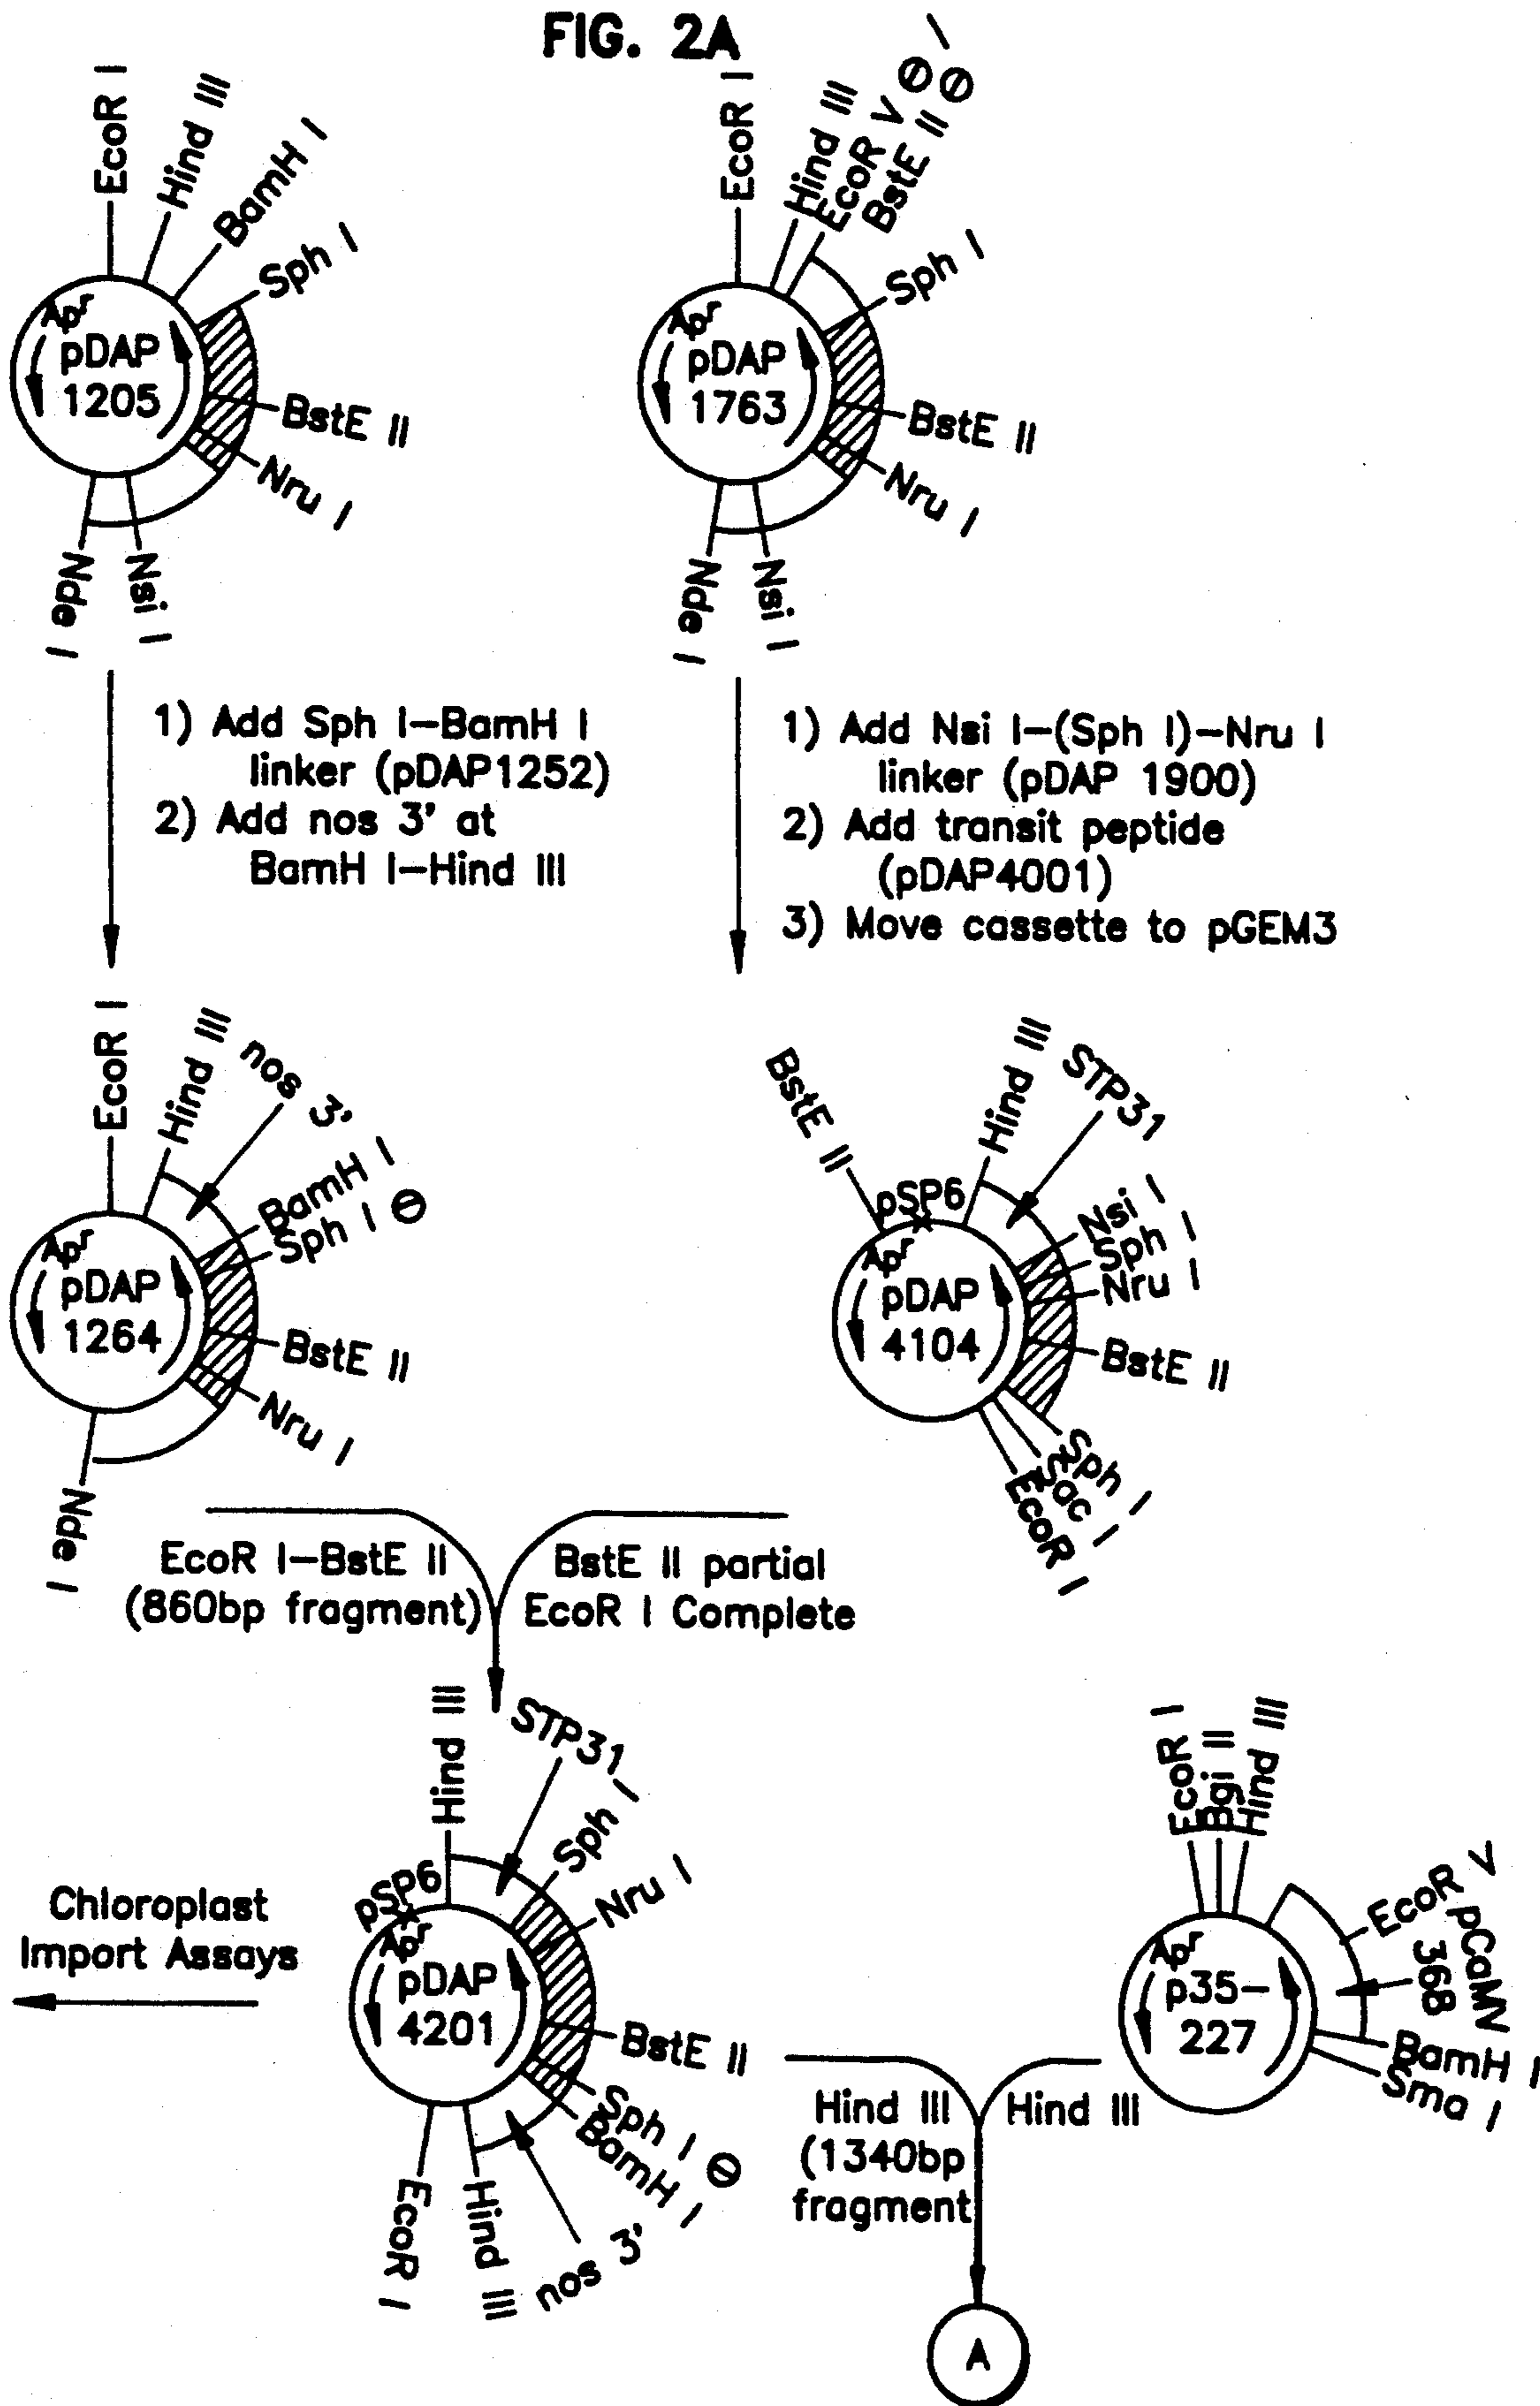 FIG. 2A
EcoR I
Hind III
BamH I
Sph I
Apr
pDAP
1205
BstE II
Nru I
Nsi I
Nde I
EcoR I
Hind III
EcoR V ⊖ I
BstE II ⊖
Sph I
Apr
pDAP
1763
BstE II
Nru I
Nsi I
Nde I
1) Add Sph I–BamH I
linker (pDAP1252)
2) Add nos 3' at
BamH I–Hind III
1) Add Nsi I–(Sph I)–Nru I
linker (pDAP 1900)
2) Add transit peptide
(pDAP4001)
3) Move cassette to pGEM3
EcoR I
Hind III
nos 3'
BamH I
Sph I ⊖
Apr
pDAP
1264
BstE II
Nru I
Nde I
BstE II
pSP6
Hind III
STP31
Nsi I
Sph I
Nru I
Apr
pDAP
4104
BstE II
Sph I
Sac I
EcoR I
EcoR I–BstE II
(860bp fragment)
BstE II partial
EcoR I Complete
Hind III
STP31
Sph I
Nru I
pSP6
Apr
pDAP
4201
BstE II
Sph I ⊖
BamH I
nos 3'
Hind III
EcoR I
Chloroplast
Import Assays
EcoR I
Bgl II
Hind III
EcoR V
pCaMV
368
Apr
p35–
227
BamH I
Sma I
Hind III
(1340bp
fragment
Hind III
A